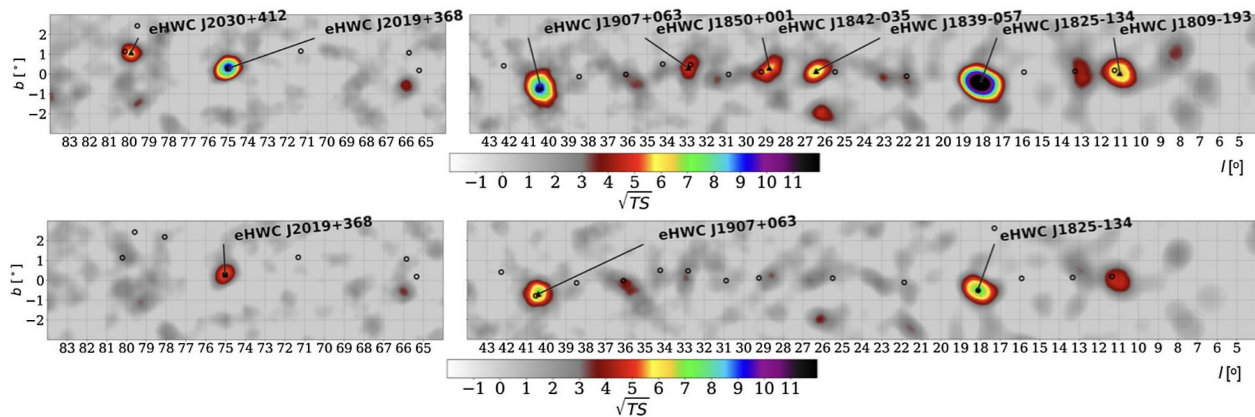 eHWC J2030+412 eHWC J2019+368
eHWC J1907+063 eHWC J1850+001 eHWC J1842-035 eHWC J1839-057 eHWC J1825-134 eHWC J1809-193
b [°]
2
1
0
−1
−2
83 82 81 80 79 78 77 76 75 74 73 72 71 70 69 68 67 66 65
43 42 41 40 39 38 37 36 35 34 33 32 31 30 29 28 27 26 25 24 23 22 21 20 19 18 17 16 15 14 13 12 11 10 9 8 7 6 5
l [°]
−1 0 1 2 3 4 5 6 7 8 9 10 11
√TS
eHWC J2019+368
eHWC J1907+063 eHWC J1825-134
b [°]
2
1
0
−1
−2
83 82 81 80 79 78 77 76 75 74 73 72 71 70 69 68 67 66 65
43 42 41 40 39 38 37 36 35 34 33 32 31 30 29 28 27 26 25 24 23 22 21 20 19 18 17 16 15 14 13 12 11 10 9 8 7 6 5
l [°]
−1 0 1 2 3 4 5 6 7 8 9 10 11
√TS